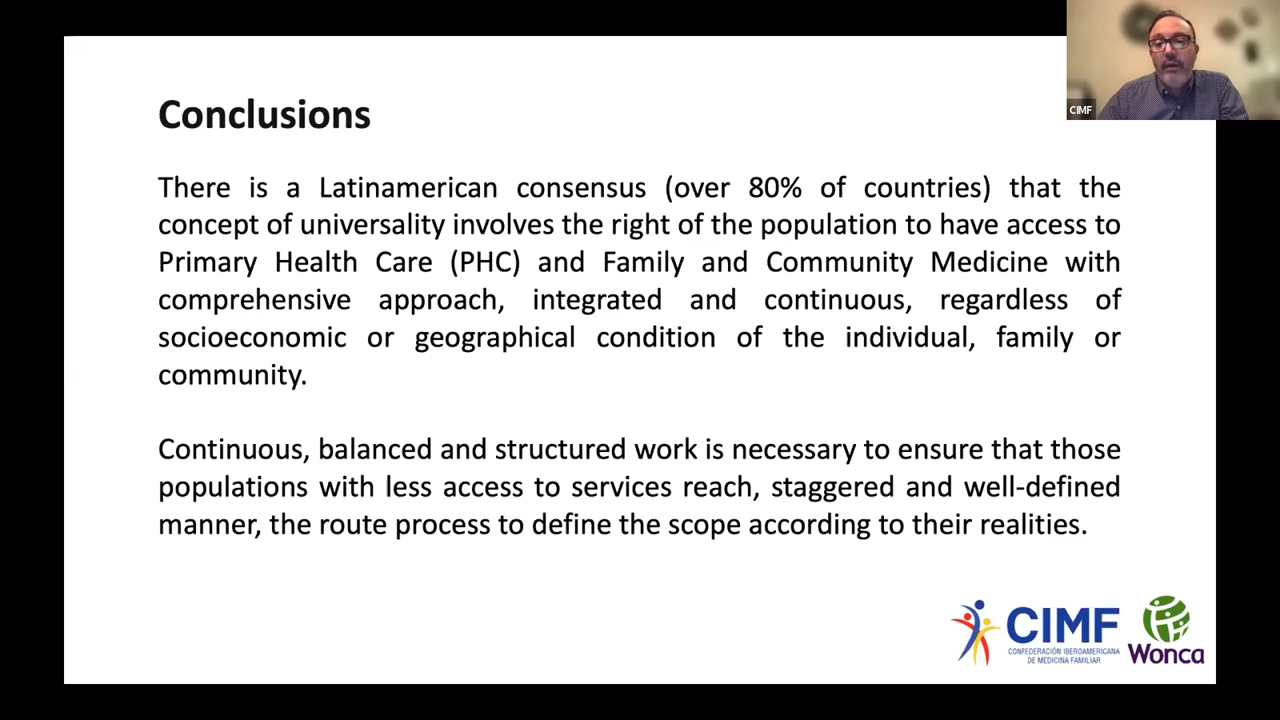 CIMF
Conclusions
There is a Latinamerican consensus (over 80% of countries) that the
concept of universality involves the right of the population to have access to
Primary Health Care (PHC) and Family and Community Medicine with
comprehensive approach, integrated and continuous, regardless of
socioeconomic or geographical condition of the individual, family or
community.
Continuous, balanced and structured work is necessary to ensure that those
populations with less access to services reach, staggered and well-defined
manner, the route process to define the scope according to their realities.
CIMF
CONFEDERACIÓN IBEROAMERICANA
DE MEDICINA FAMILIAR
Wonca